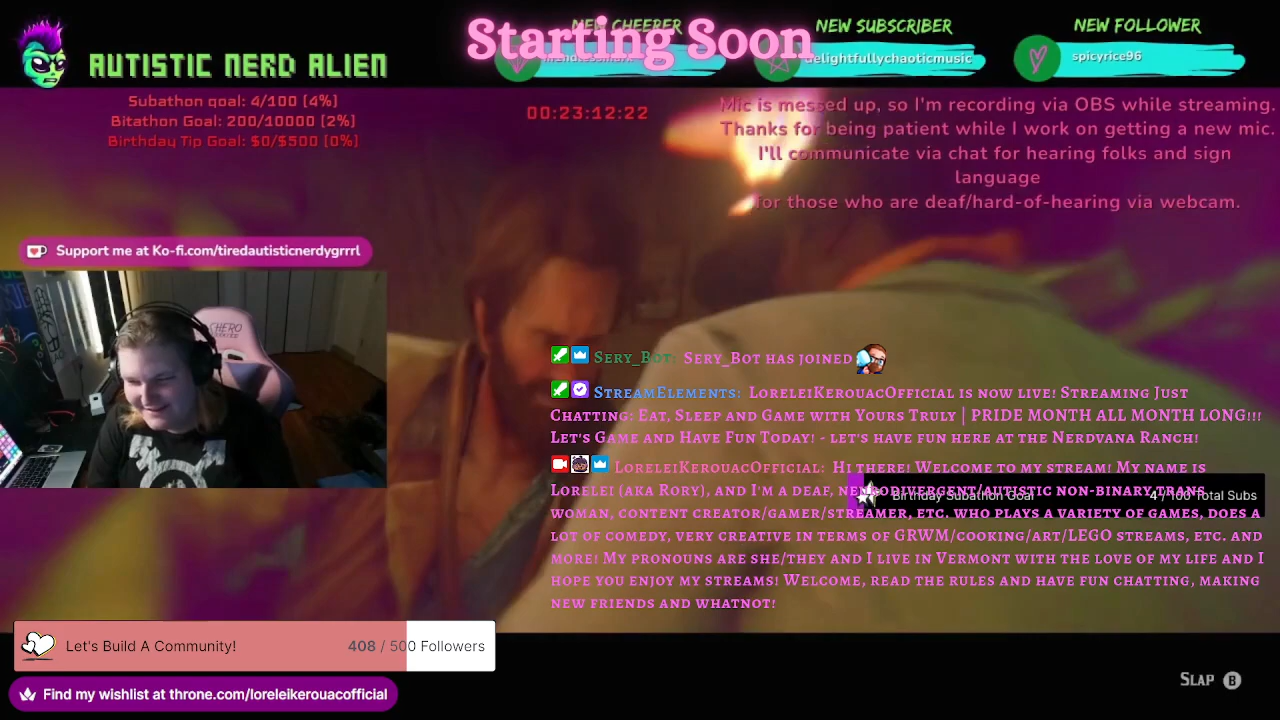 Starting Soon
AUTISTIC NERD ALIEN
NEW CHEERER
NEW SUBSCRIBER
delightfullychaoticmusic
NEW FOLLOWER
spicyrice96
Subathon goal: 4/100 (4%)
Bitathon Goal: 200/10000 (2%)
Birthday Tip Goal: $0/$500 (0%)
00:23:12:22
Mic is messed up, so I'm recording via OBS while streaming.
Thanks for being patient while I work on getting a new mic.
I'll communicate via chat for hearing folks and sign
language
for those who are deaf/hard-of-hearing via webcam.
Support me at Ko-fi.com/tiredautisticnerdygrrrl
Sery_Bot: Sery_Bot has joined
StreamElements: LoreleiKerouacOfficial is now live! Streaming Just
Chatting: Eat, Sleep and Game with Yours Truly | PRIDE MONTH ALL MONTH LONG!!!
Let's Game and Have Fun Today! - let's have fun here at the Nerdvana Ranch!
LoreleiKerouacOfficial: Hi there! Welcome to my stream! My name is
Lorelei (aka Rory), and I'm a deaf, neurodivergent/autistic non-binary trans
woman, content creator/gamer/streamer, etc. who plays a variety of games, does a
lot of comedy, very creative in terms of GRWM/cooking/art/LEGO streams, etc. and
more! My pronouns are she/they and I live in Vermont with the love of my life and I
hope you enjoy my streams! Welcome, read the rules and have fun chatting, making
new friends and whatnot!
Birthday Subathon Goal
4 / 100 Total Subs
Let's Build A Community!
408 / 500 Followers
Find my wishlist at throne.com/loreleikerouacofficial
Slap B